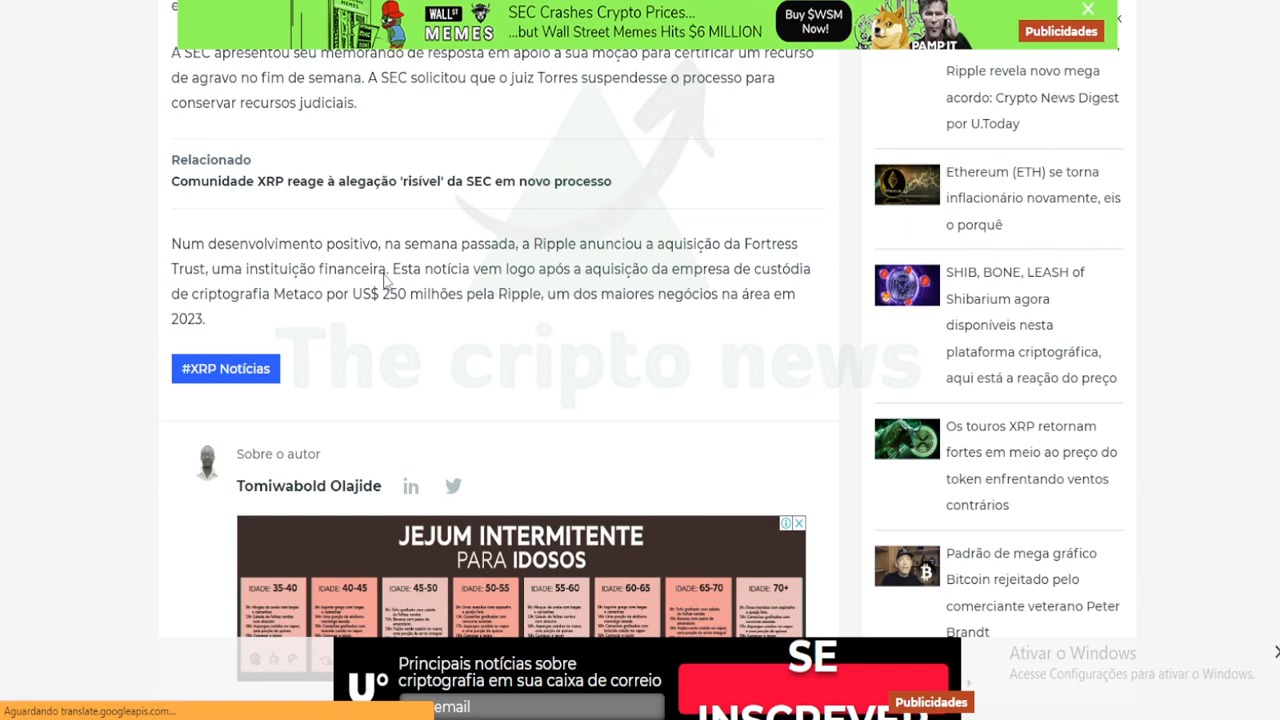 WALL ST
MEMES
SEC Crashes Crypto Prices...
...but Wall Street Memes Hits $6 MILLION
Buy $WSM
Now!
PAMP IT
Publicidades
A SEC apresentou seu memorando de resposta em apoio à sua moção para certificar um recurso
de agravo no fim de semana. A SEC solicitou que o juiz Torres suspendesse o processo para
conservar recursos judiciais.
Relacionado
Comunidade XRP reage à alegação 'risível' da SEC em novo processo
Num desenvolvimento positivo, na semana passada, a Ripple anunciou a aquisição da Fortress
Trust, uma instituição financeira. Esta notícia vem logo após a aquisição da empresa de custódia
de criptografia Metaco por US$ 250 milhões pela Ripple, um dos maiores negócios na área em
2023.
The cripto news
#XRP Notícias
Sobre o autor
Tomiwabold Olajide
JEJUM INTERMITENTE
PARA IDOSOS
IDADE: 35-40
IDADE: 40-45
IDADE: 45-50
IDADE: 50-55
IDADE: 55-60
IDADE: 60-65
IDADE: 65-70
IDADE: 70+
Ripple revela novo mega
acordo: Crypto News Digest
por U.Today
Ethereum (ETH) se torna
inflacionário novamente, eis
o porquê
SHIB, BONE, LEASH of
Shibarium agora
disponíveis nesta
plataforma criptográfica,
aqui está a reação do preço
Os touros XRP retornam
fortes em meio ao preço do
token enfrentando ventos
contrários
Padrão de mega gráfico
Bitcoin rejeitado pelo
comerciante veterano Peter
Brandt
Ativar o Windows
Acesse Configurações para ativar o Windows.
Principais notícias sobre
criptografia em sua caixa de correio
email
SE
INSCREVER
Publicidades
Aguardando translate.googleapis.com...